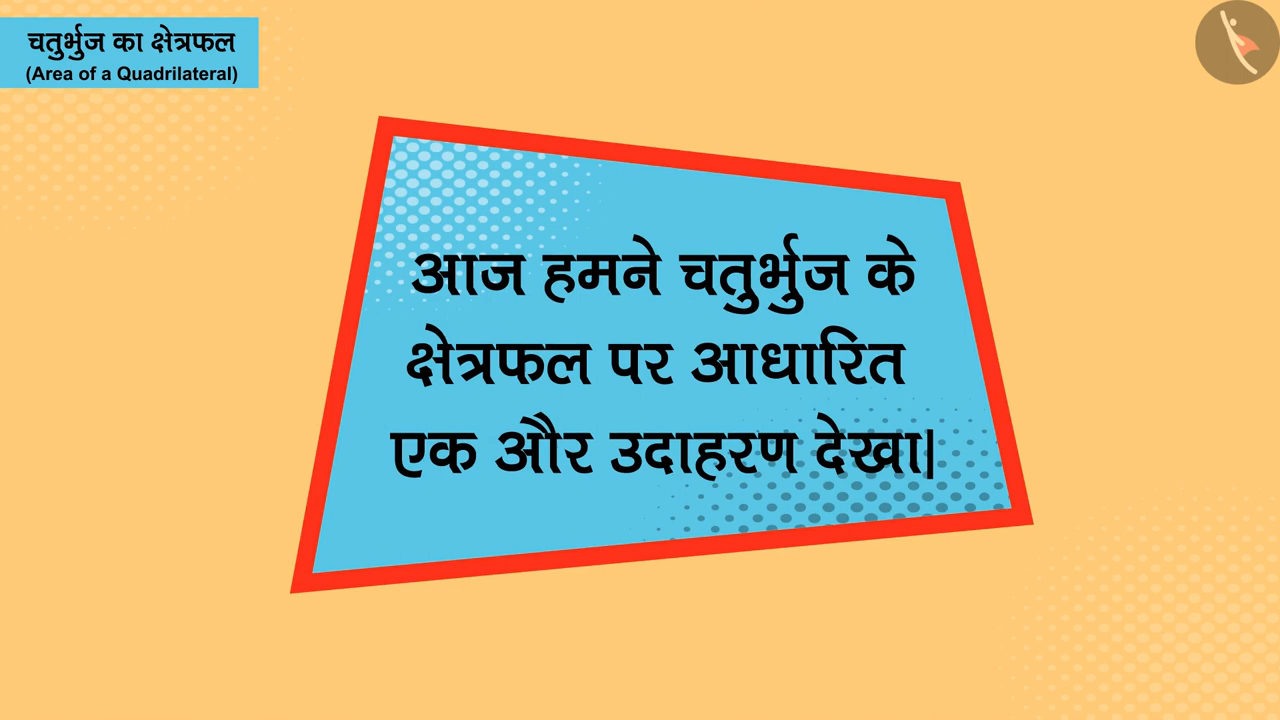 चतुर्भुज का क्षेत्रफल
(Area of a Quadrilateral)
आज हमने चतुर्भुज के
क्षेत्रफल पर आधारित
एक और उदाहरण देखा|